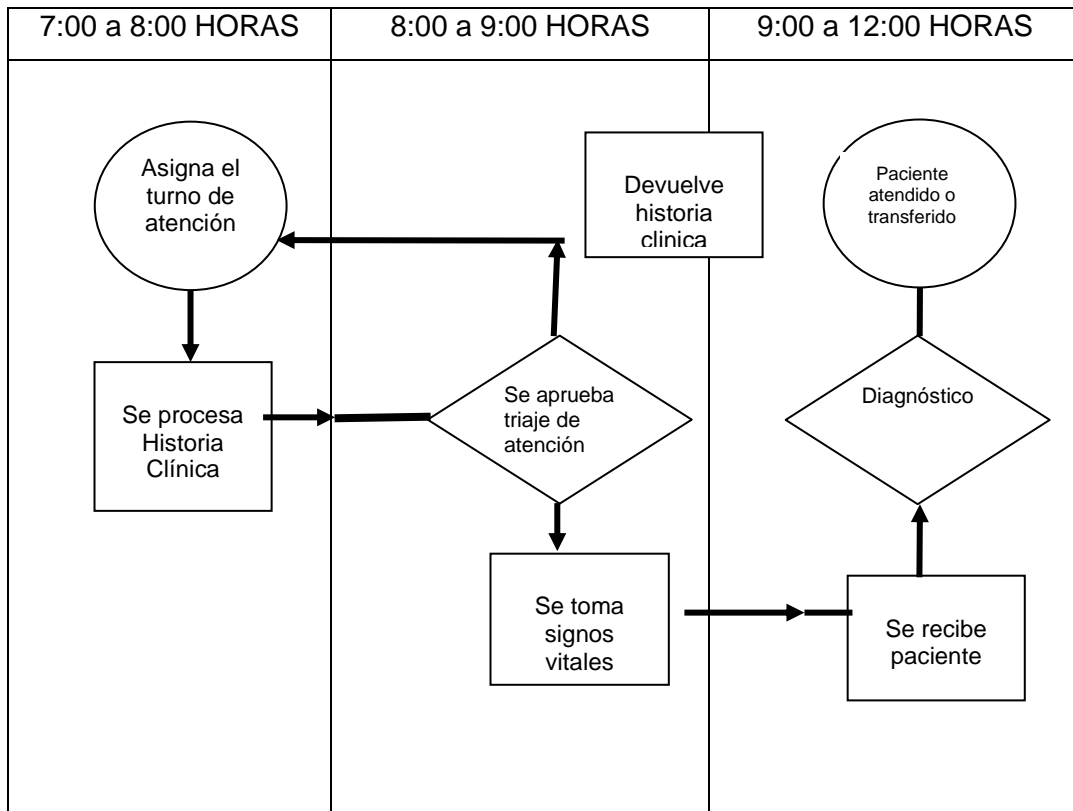 7:00 a 8:00 HORAS
8:00 a 9:00 HORAS
9:00 a 12:00 HORAS
Asigna el
turno de
atención
Devuelve
historia
clinica
Paciente
atendido o
transferido
Se procesa
Historia
Clínica
Se aprueba
triaje de
atención
Diagnóstico
Se toma
signos
vitales
Se recibe
paciente